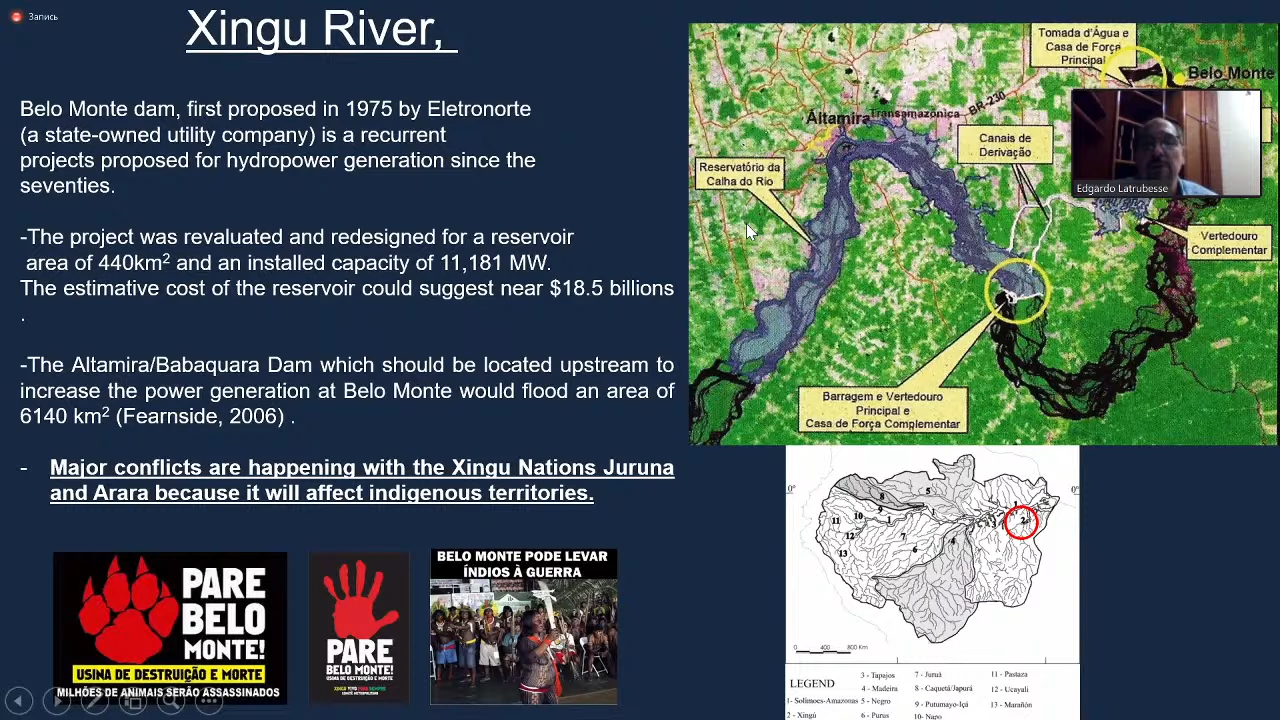 Запись
Xingu River,
Belo Monte dam, first proposed in 1975 by Eletronorte
(a state-owned utility company) is a recurrent
projects proposed for hydropower generation since the
seventies.
-The project was revaluated and redesigned for a reservoir
area of 440km² and an installed capacity of 11,181 MW.
The estimative cost of the reservoir could suggest near $18.5 billions
.
-The Altamira/Babaquara Dam which should be located upstream to
increase the power generation at Belo Monte would flood an area of
6140 km² (Fearnside, 2006) .
- Major conflicts are happening with the Xingu Nations Juruna
and Arara because it will affect indigenous territories.
PARE
BELO
MONTE!
USINA DE DESTRUIÇÃO E MORTE
MILHÕES DE ANIMAIS SERÃO ASSASSINADOS
PARE
BELO MONTE!
XINGU VIVO PARA SEMPRE
BELO MONTE PODE LEVAR
ÍNDIOS À GUERRA
Tomada d'Água e
Casa de Força
Principal
Belo Monte
Altamira
Transamazônica
BR-230
Canais de
Derivação
Reservatório da
Calha do Rio
Edgardo Latrubesse
Vertedouro
Complementar
Barragem e Vertedouro
Principal e
Casa de Força Complementar
0°
0°
8
5
1
9
10
1
1
11
3
2
12
7
4
13
6
0 400 800 Km
LEGEND
1- Solimoes-Amazonas
2 - Xingú
3 - Tapajos
4 - Madeira
5 - Negro
6 - Purus
7 - Juruá
8 - Caquetá/Japurá
9 - Putumayo-Içá
10- Napo
11 - Pastaza
12 - Ucayali
13 - Marañón